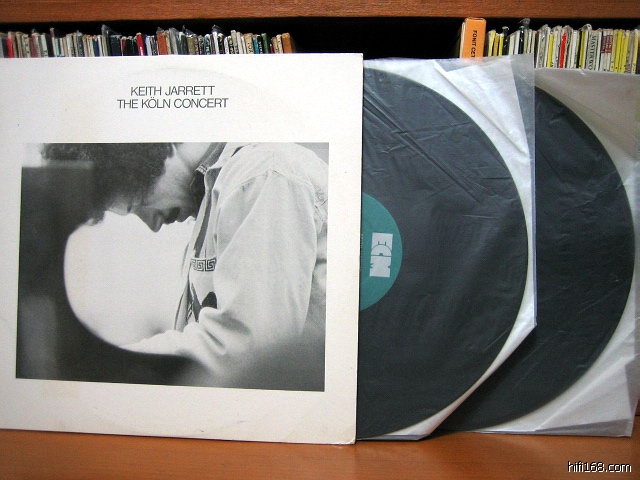 KEITH JARRETT
THE KÖLN CONCERT
ECM
hifi168.com